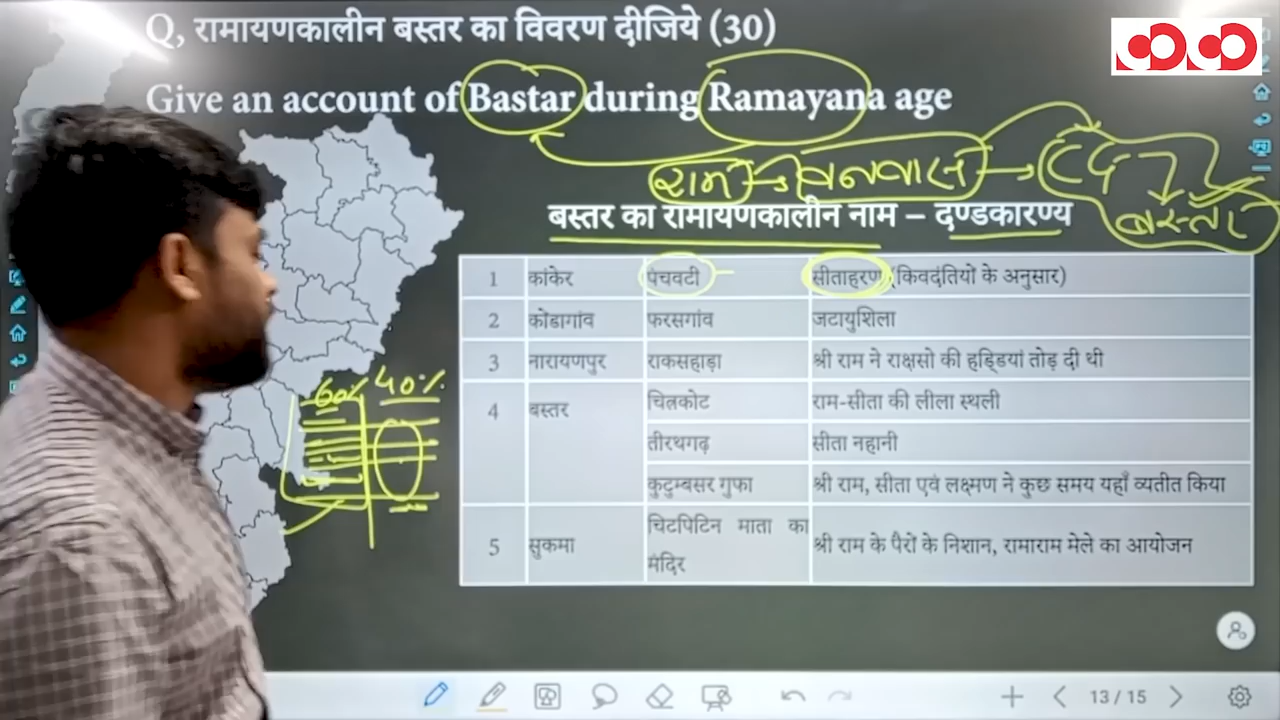 Q, रामायणकालीन बस्तर का विवरण दीजिये (30)
Give an account of Bastar during Ramayana age
राम → वनवास →
बस्तर
बस्तर का रामायणकालीन नाम – दण्डकारण्य
1 कांकेर पंचवटी सीताहरण (किवदंतियों के अनुसार)
2 कोंडागांव फरसगांव जटायुशिला
3 नारायणपुर राकसहाड़ा श्री राम ने राक्षसो की हड्डियां तोड़ दी थी
60% 40%
4 बस्तर चित्रकोट राम-सीता की लीला स्थली
तीरथगढ़ सीता नहानी
कुटुम्बसर गुफा श्री राम, सीता एवं लक्ष्मण ने कुछ समय यहाँ व्यतीत किया
5 सुकमा चिटपिटिन माता का मंदिर श्री राम के पैरों के निशान, रामाराम मेले का आयोजन
13 / 15